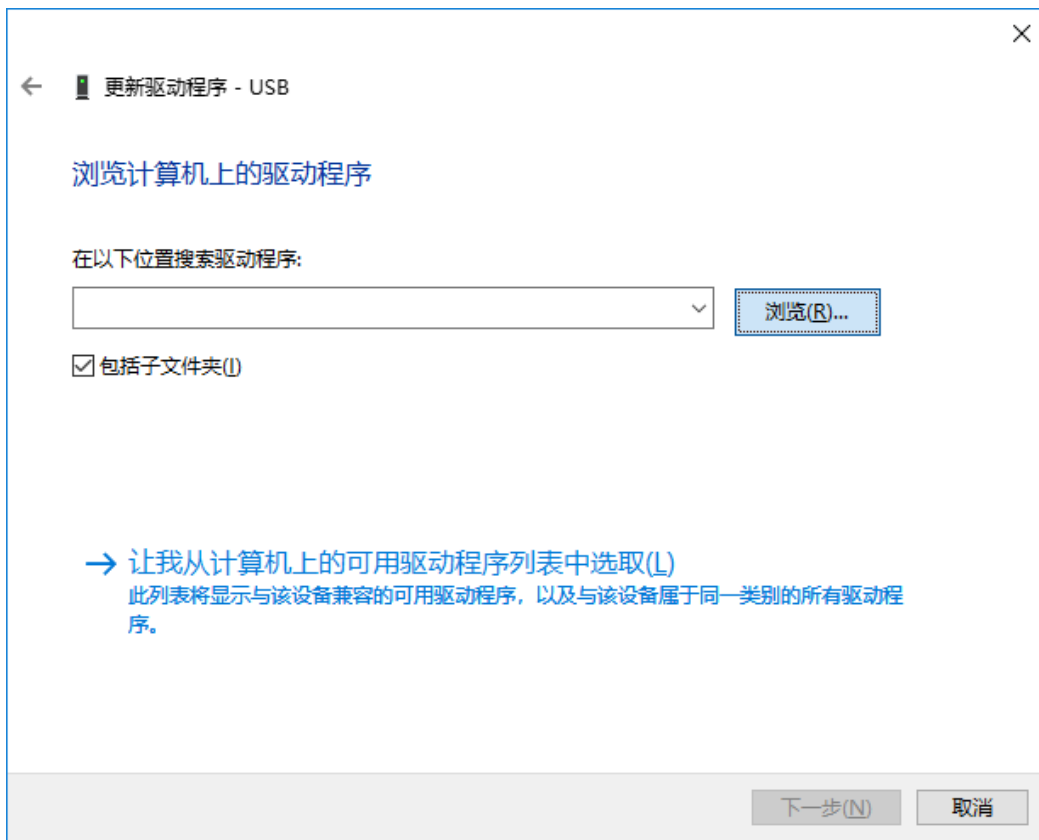 更新驱动程序 - USB
浏览计算机上的驱动程序
在以下位置搜索驱动程序:
浏览(R)...
包括子文件夹(I)
让我从计算机上的可用驱动程序列表中选取(L)
此列表将显示与该设备兼容的可用驱动程序，以及与该设备属于同一类别的所有驱动程
序。
下一步(N)
取消